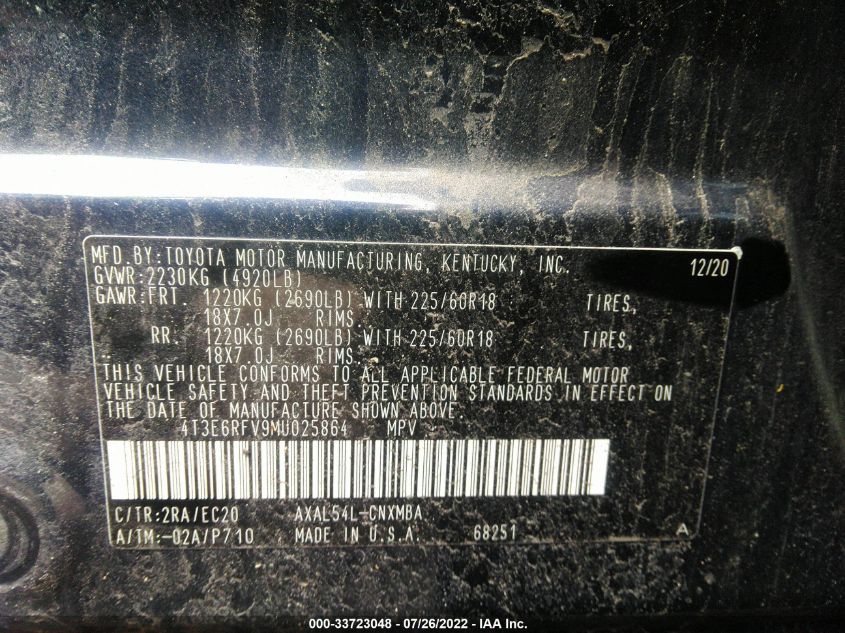 MFD.BY:TOYOTA MOTOR MANUFACTURING, KENTUCKY, INC. 12/20
GVWR:2230KG (4920LB)
GAWR:FRT. 1220KG (2690LB) WITH 225/60R18 TIRES,
18X7.0J RIMS.
RR. 1220KG (2690LB) WITH 225/60R18 TIRES,
18X7.0J RIMS.
THIS VEHICLE CONFORMS TO ALL APPLICABLE FEDERAL MOTOR
VEHICLE SAFETY AND THEFT PREVENTION STANDARDS IN EFFECT ON
THE DATE OF MANUFACTURE SHOWN ABOVE.
4T3E6RFV9MU025864 MPV
C/TR:2RA/EC20 AXAL54L-CNXMBA
A/TM:-02A/P710 MADE IN U.S.A. 68251 A
000-33723048 - 07/26/2022 - IAA Inc.